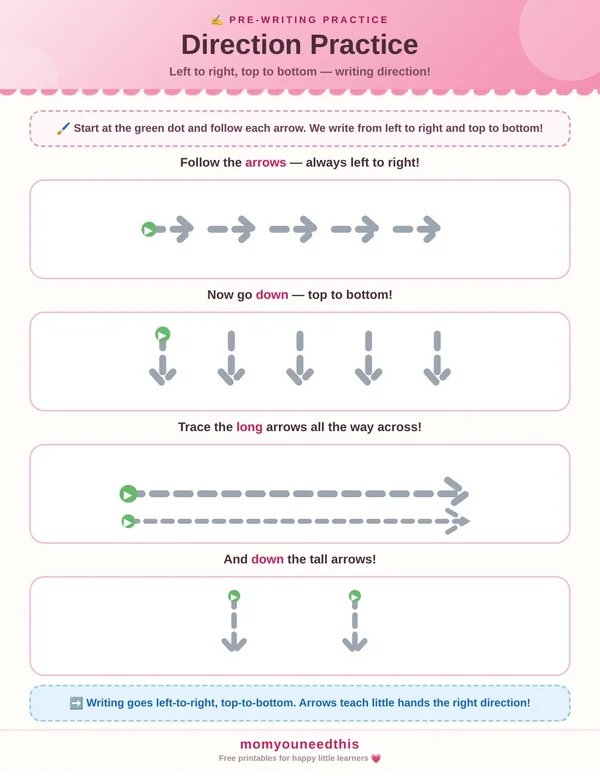 ✍️ PRE-WRITING PRACTICE
Direction Practice
Left to right, top to bottom — writing direction!
🖌️ Start at the green dot and follow each arrow. We write from left to right and top to bottom!
Follow the arrows — always left to right!
Now go down — top to bottom!
Trace the long arrows all the way across!
And down the tall arrows!
➡️ Writing goes left-to-right, top-to-bottom. Arrows teach little hands the right direction!
momyouneedthis
Free printables for happy little learners 💗